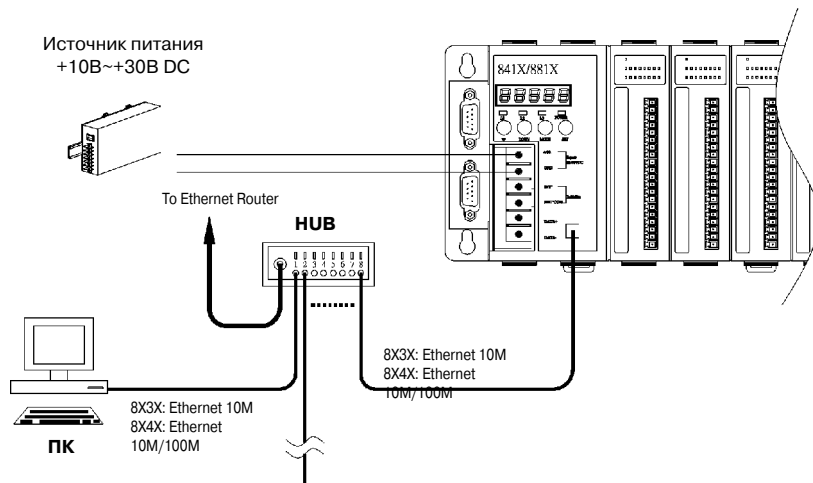 Источник питания
+10В~+30В DC
841X/881X
To Ethernet Router
HUB
1 2 3 4 5 6 7 8
8X3X: Ethernet 10M
8X4X: Ethernet
10M/100M
8X3X: Ethernet 10M
8X4X: Ethernet
10M/100M
ПК